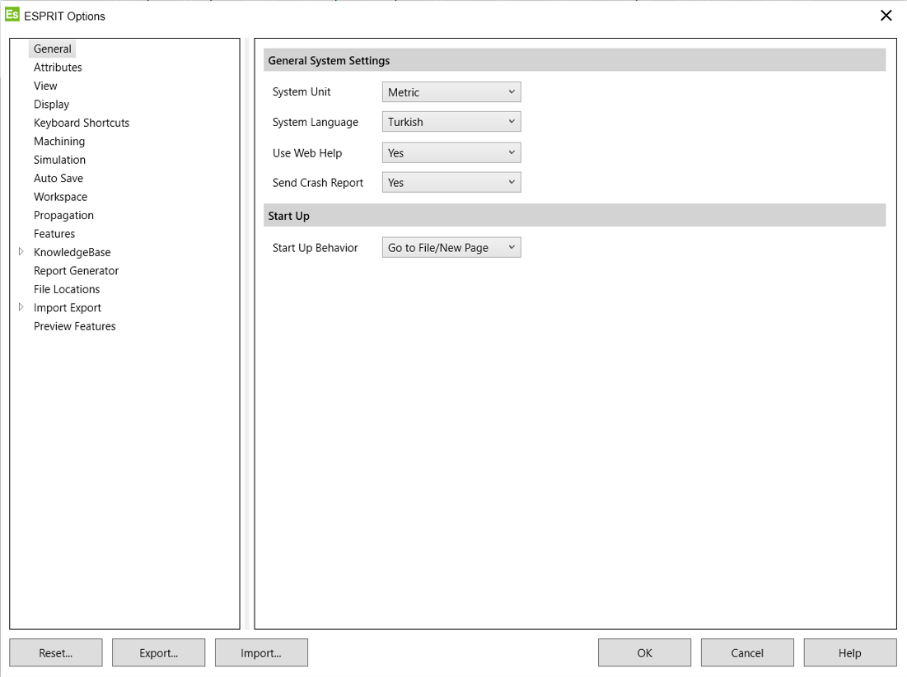 Es ESPRIT Options
General
Attributes
View
Display
Keyboard Shortcuts
Machining
Simulation
Auto Save
Workspace
Propagation
Features
KnowledgeBase
Report Generator
File Locations
Import Export
Preview Features
General System Settings
System Unit Metric
System Language Turkish
Use Web Help Yes
Send Crash Report Yes
Start Up
Start Up Behavior Go to File/New Page
Reset... Export... Import... OK Cancel Help